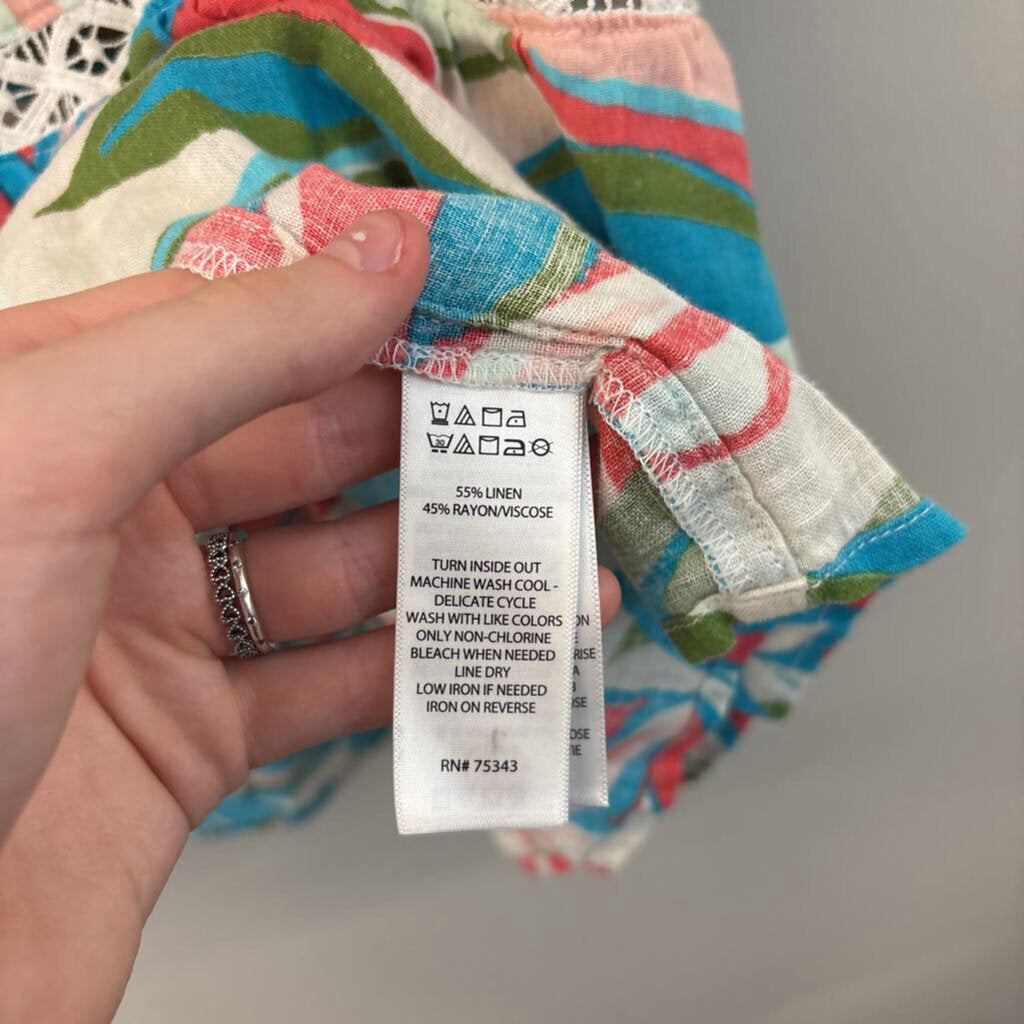 30
55% LINEN
45% RAYON/VISCOSE
TURN INSIDE OUT
MACHINE WASH COOL -
DELICATE CYCLE
WASH WITH LIKE COLORS
ONLY NON-CHLORINE
BLEACH WHEN NEEDED
LINE DRY
LOW IRON IF NEEDED
IRON ON REVERSE
RN# 75343